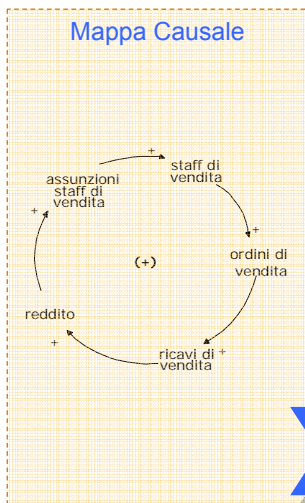 Mappa Causale
+
staff di
vendita
assunzioni
staff di
vendita
+
+
ordini di
vendita
(+)
reddito
+
ricavi di +
vendita